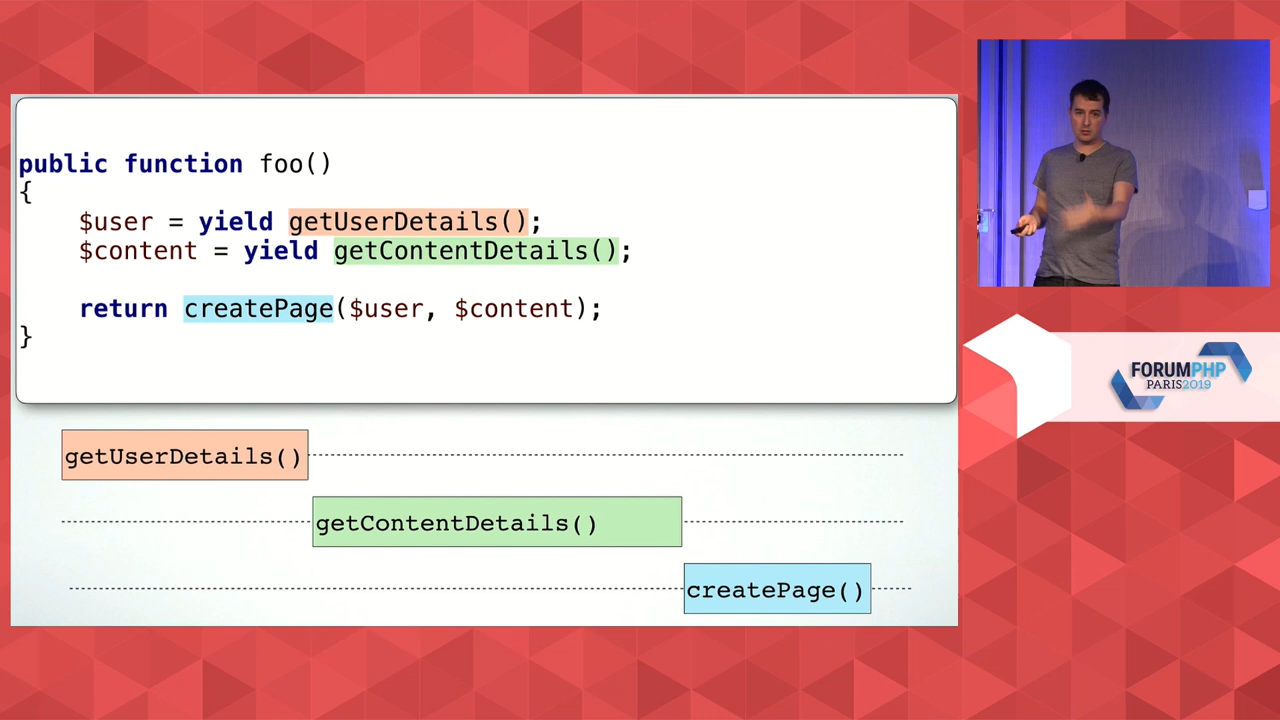 public function foo()
{
    $user = yield getUserDetails();
    $content = yield getContentDetails();
    return createPage($user, $content);
}
getUserDetails()
getContentDetails()
createPage()
FORUMPHP
PARIS2019